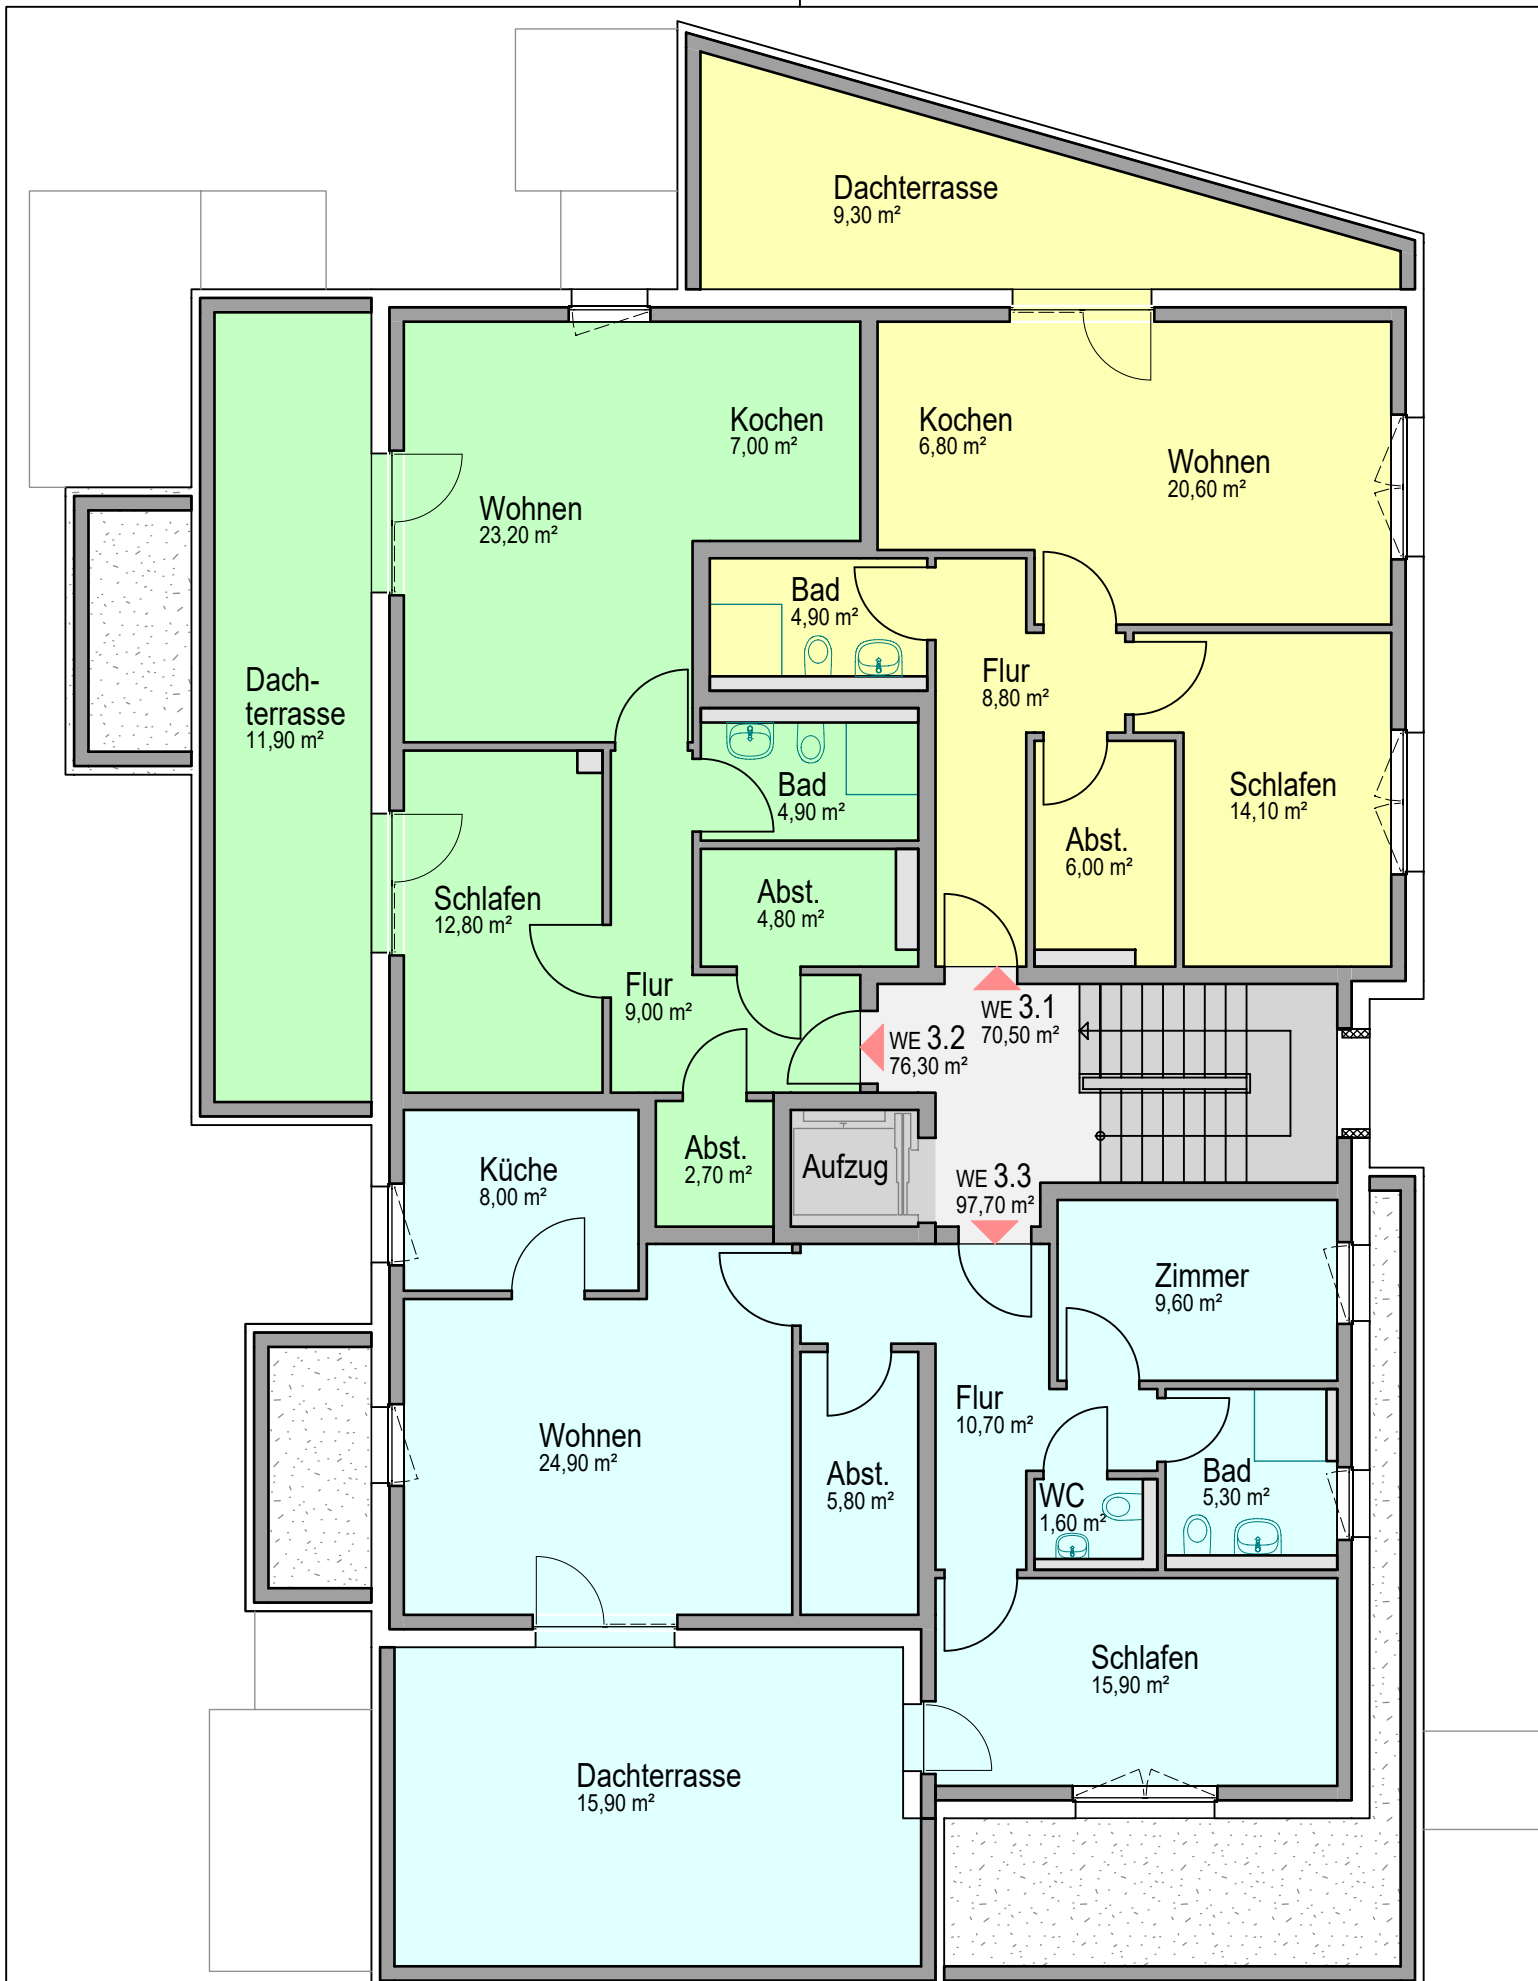 Dachterrasse
9,30 m²
Kochen
7,00 m²
Kochen
6,80 m²
Wohnen
20,60 m²
Wohnen
23,20 m²
Bad
4,90 m²
Flur
8,80 m²
Dach-
terrasse
11,90 m²
Bad
4,90 m²
Schlafen
14,10 m²
Abst.
6,00 m²
Schlafen
12,80 m²
Abst.
4,80 m²
Flur
9,00 m²
WE 3.1
70,50 m²
WE 3.2
76,30 m²
Abst.
2,70 m²
Aufzug
WE 3.3
97,70 m²
Küche
8,00 m²
Zimmer
9,60 m²
Flur
10,70 m²
Wohnen
24,90 m²
Abst.
5,80 m²
WC
1,60 m²
Bad
5,30 m²
Schlafen
15,90 m²
Dachterrasse
15,90 m²